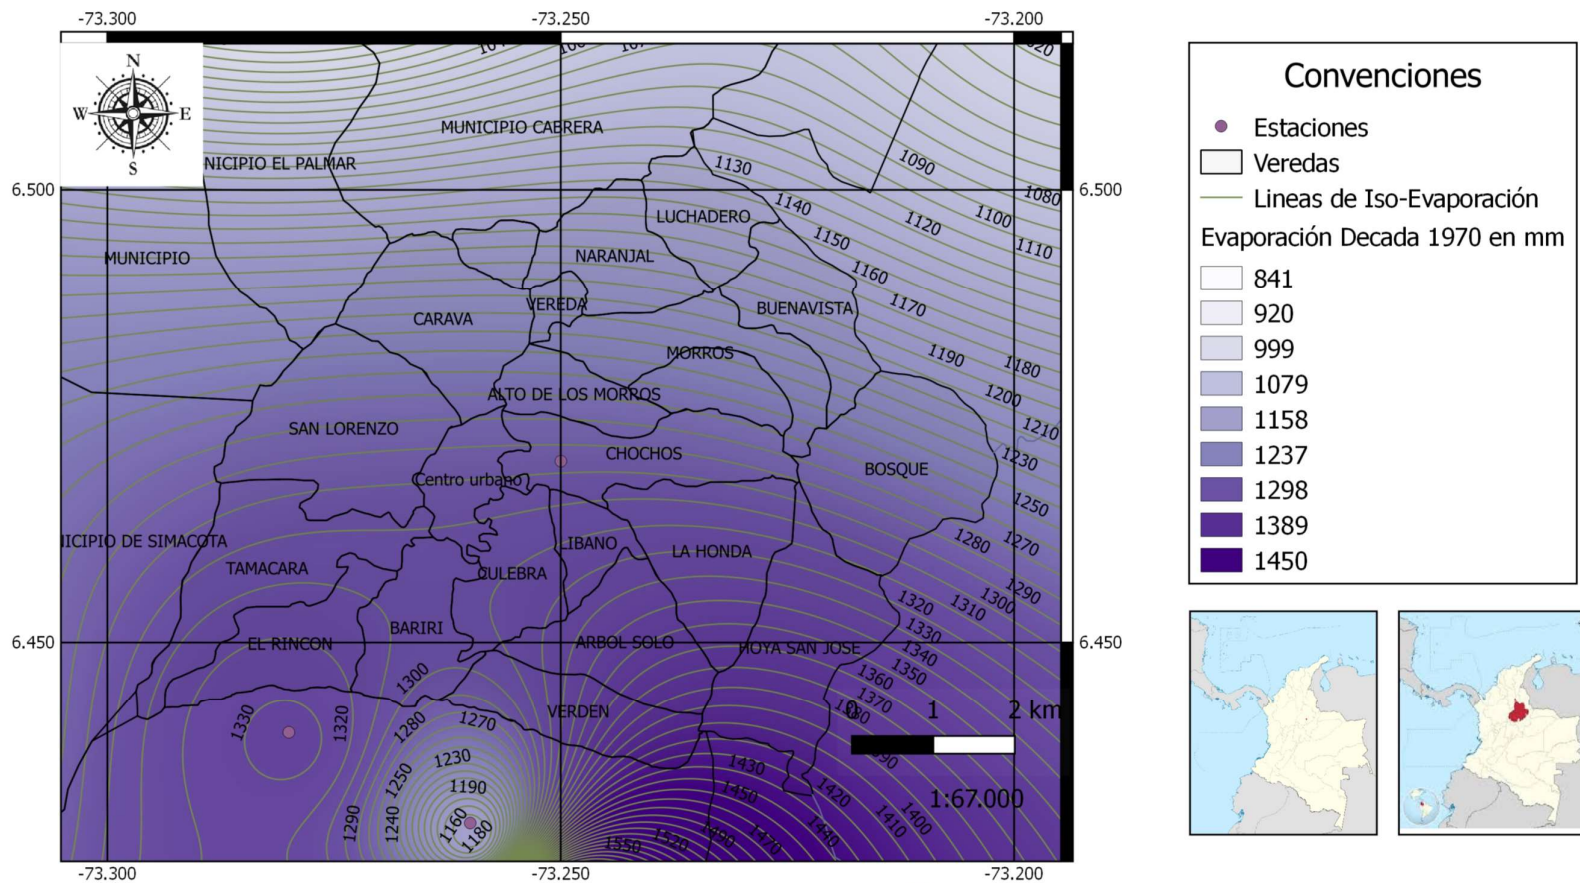 -73.300
-73.250
-73.200
N
W
E
S
MUNICIPIO CABRERA
NICIPIO EL PALMAR
1130
1090
6.500
6.500
1080
1140
1100
LUCHADERO
1120
1150
1110
MUNICIPIO
NARANJAL
1160
1170
VEREDA
BUENAVISTA
CARAVA
MORROS
1190
1180
ALTO DE LOS MORROS
1200
SAN LORENZO
1210
CHOCHOS
1230
BOSQUE
Centro urbano
1250
ICIPIO DE SIMACOTA
LIBANO
LA HONDA
1280
1270
TAMACARA
CULEBRA
1290
1320
1310
1300
BARIRI
1330
6.450
EL RINCON
ARBOL SOLO
HOYA SAN JOSE
1340
6.450
1300
1360
1350
1370
1330
1320
1280
1270
VERDEN
0
1
2 km
1230
1250
1190
1430
1450
1420
1:67.000
1290
1240
1160
1180
1550
1520
1490
1470
1440
1410
1400
-73.300
-73.250
-73.200
Convenciones
Estaciones
Veredas
Lineas de Iso-Evaporación
Evaporación Decada 1970 en mm
841
920
999
1079
1158
1237
1298
1389
1450